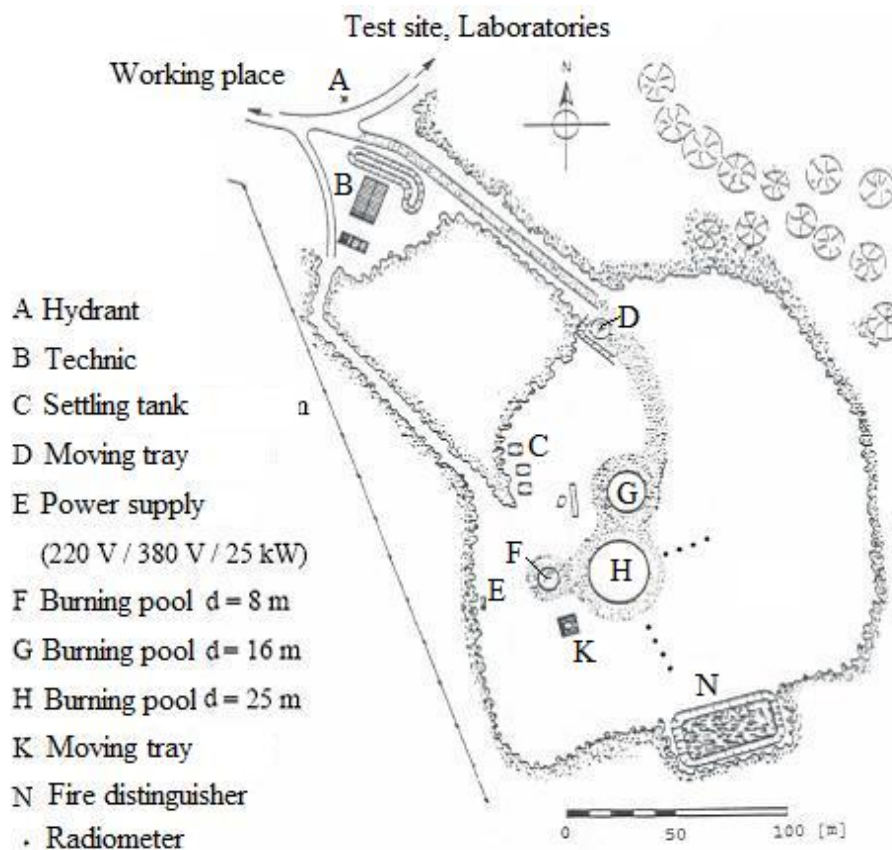 Test site, Laboratories
Working place
A
N
B
D
C
G
F
H
E
K
N
A Hydrant
B Technic
C Settling tank n
D Moving tray
E Power supply
(220 V / 380 V / 25 kW)
F Burning pool d = 8 m
G Burning pool d = 16 m
H Burning pool d = 25 m
K Moving tray
N Fire distinguisher
. Radiometer
0 50 100 [m]